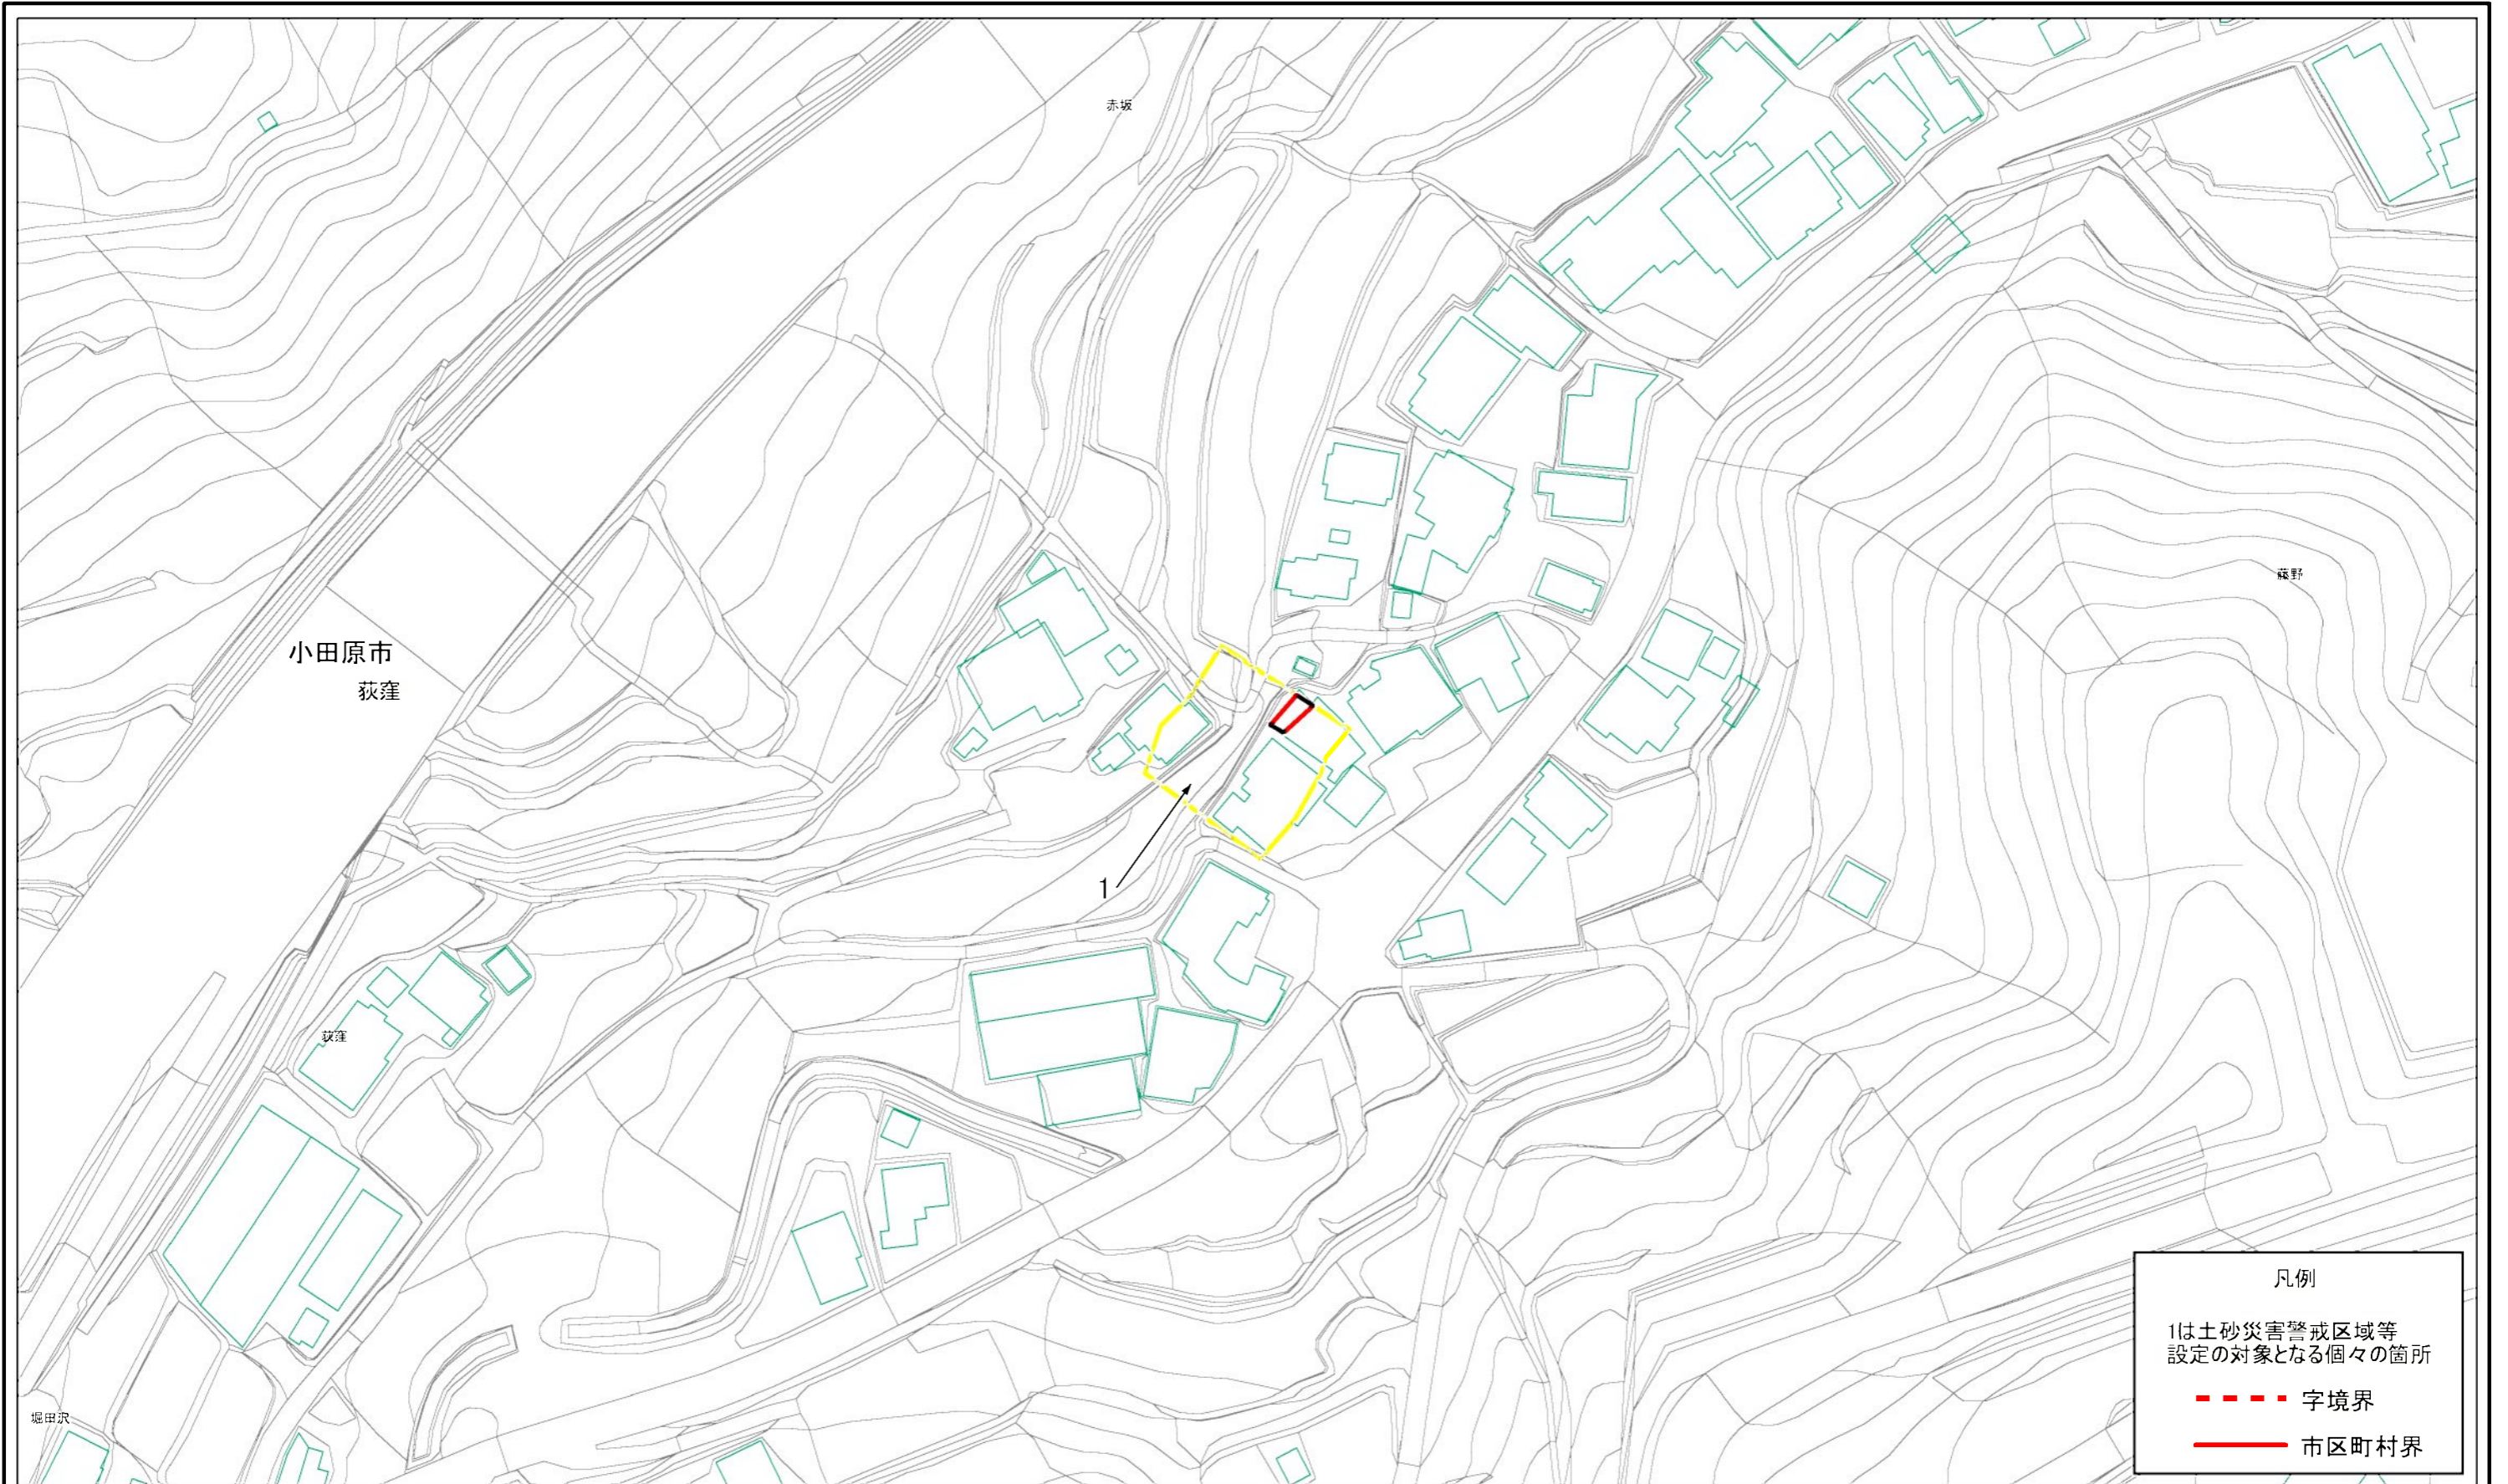 赤坂
藤野
小田原市
荻窪
1
荻窪
堀田沢
凡例
1は土砂災害警戒区域等
設定の対象となる個々の箇所
字境界
市区町村界